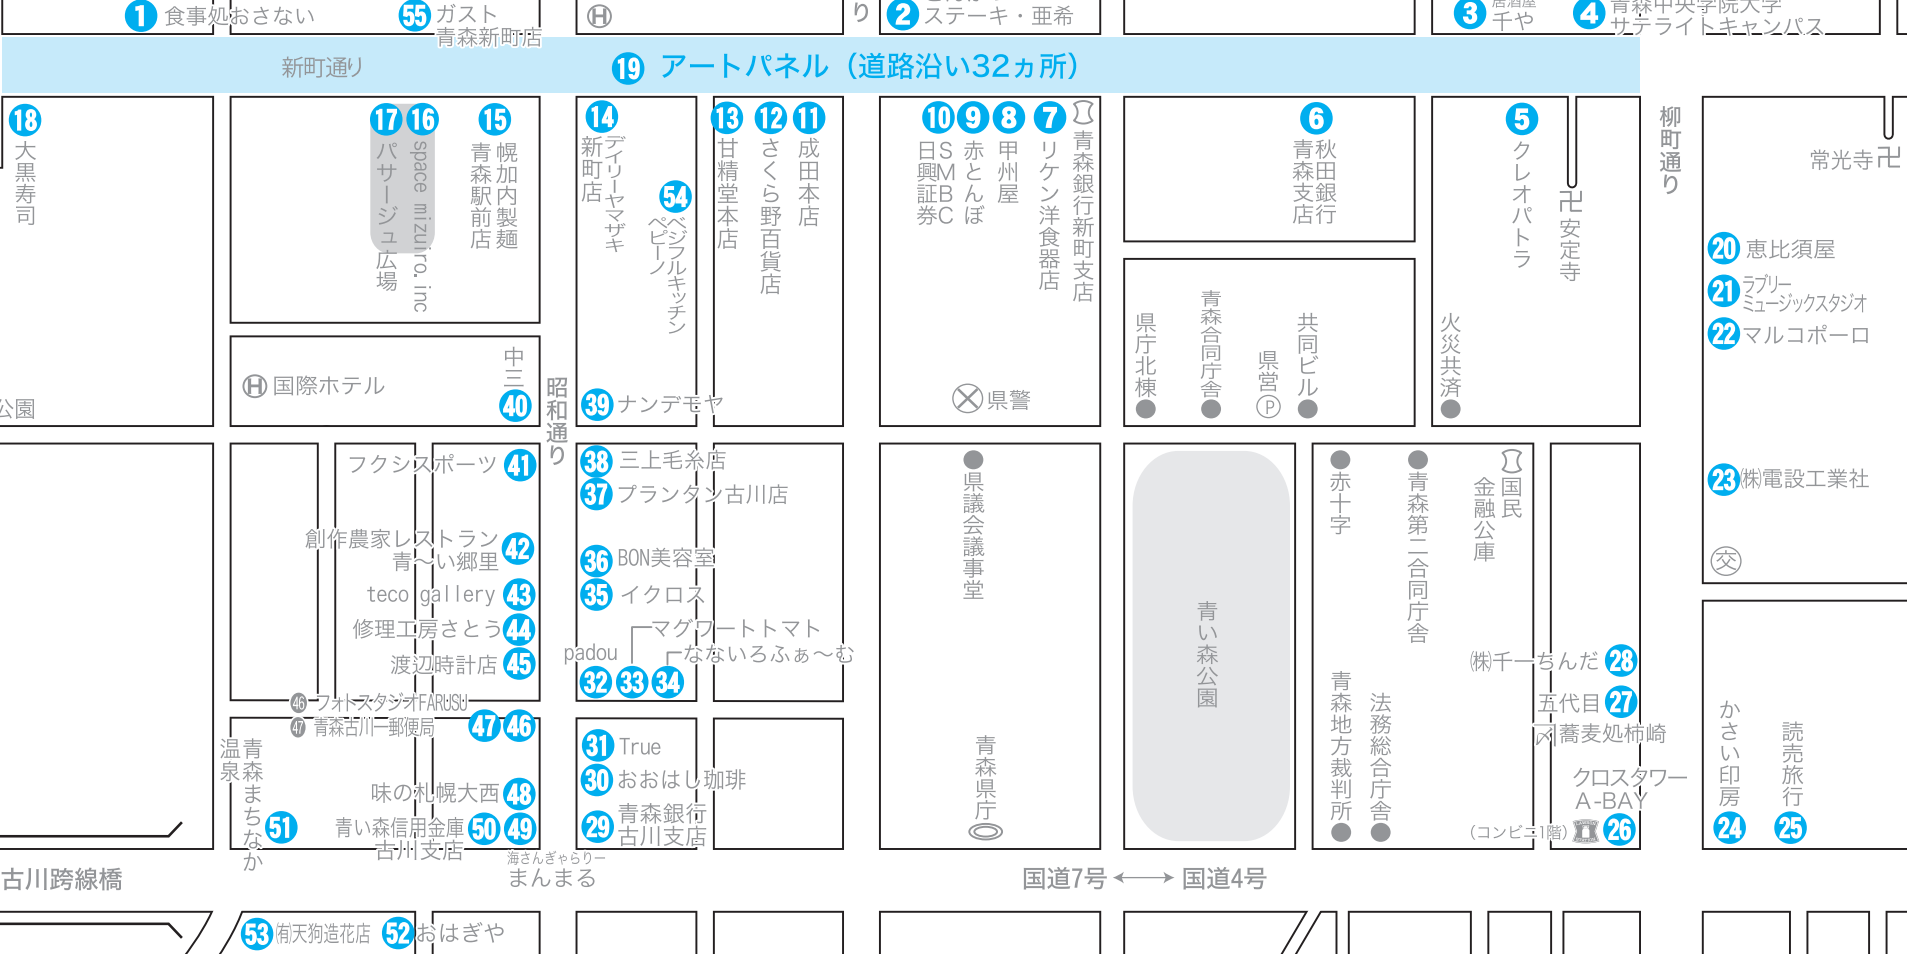 1 食事処おさない
55 ガスト
青森新町店
H
り
2 ステーキ・亜希
3 居酒屋
千や
4 青森中央学院大学
サテライトキャンパス
新町通り
19 アートパネル（道路沿い32ヵ所）
18 大黒寿司
17 パサージュ広場
16 space mizuiro. inc
15 幌加内製麺
青森駅前店
14 デイリーヤマザキ
新町店
54 ベジフルキッチン
ペピーノ
13 甘精堂本店
12 さくら野百貨店
11 成田本店
10 SMBC
日興証券
9 赤とんぼ
8 甲州屋
7 リケン洋食器店
青森銀行新町支店
6 秋田銀行
青森支店
5 クレオパトラ
卍 安定寺
柳町通り
常光寺 卍
20 恵比須屋
21 ラブリー
ミュージックスタジオ
22 マルコポーロ
公園
H 国際ホテル
中三
40
昭和通り
39 ナンデモヤ
県警
県庁北棟
青森合同庁舎
県営
P
共同ビル
火災共済
フクシスポーツ 41
38 三上毛糸店
37 プランタン古川店
創作農家レストラン
青〜い郷里 42
teco gallery 43
修理工房さとう 44
渡辺時計店 45
36 BON美容室
35 イクロス
マグワートトマト
padou
なないろふぁ〜む
32 33 34
46 フォトスタジオFARUSU
47 青森古川一郵便局
47 46
県議会議事堂
青森県庁
青い森公園
赤十字
青森第二合同庁舎
国民
金融公庫
23 ㈱電設工業社
交
㈱千一ちんだ 28
五代目 27
〆蕎麦処柿崎
クロスタワー
A-BAY
（コンビニ1階） 26
青森地方裁判所
法務総合庁舎
かさい印房
24
読売旅行
25
青森まちなか
温泉
51
味の札幌大西 48
青い森信用金庫
古川支店 50 49
海さんぎゃらりー
まんまる
31 True
30 おおはし珈琲
29 青森銀行
古川支店
古川跨線橋
国道7号 ⟷ 国道4号
53 ㈲天狗造花店
52 おはぎや